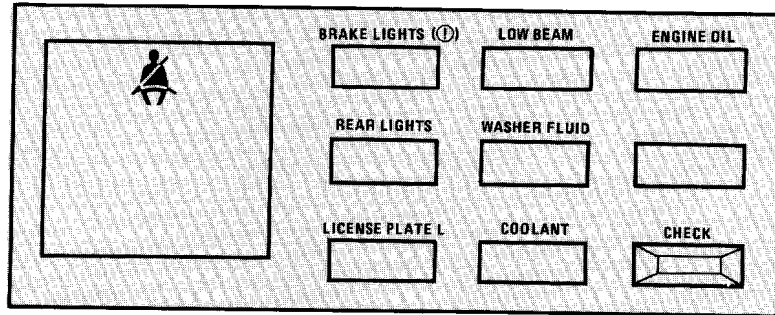 BRAKE LIGHTS (!) LOW BEAM ENGINE OIL
REAR LIGHTS WASHER FLUID
LICENSE PLATE L COOLANT CHECK